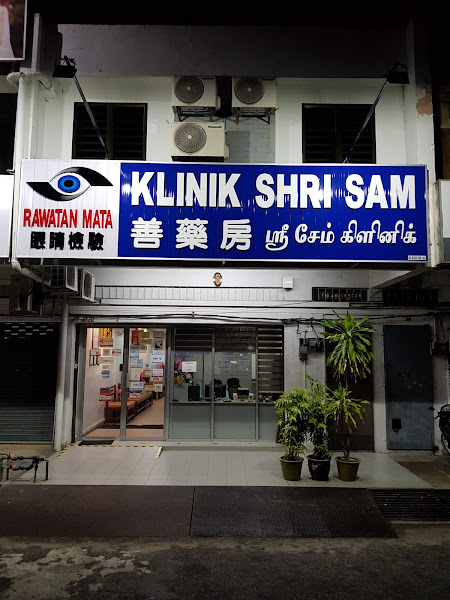 KLINIK SHRI SAM
RAWATAN MATA
眼睛檢驗
善藥房
ஸ்ரீ சேம் கிளினிக்